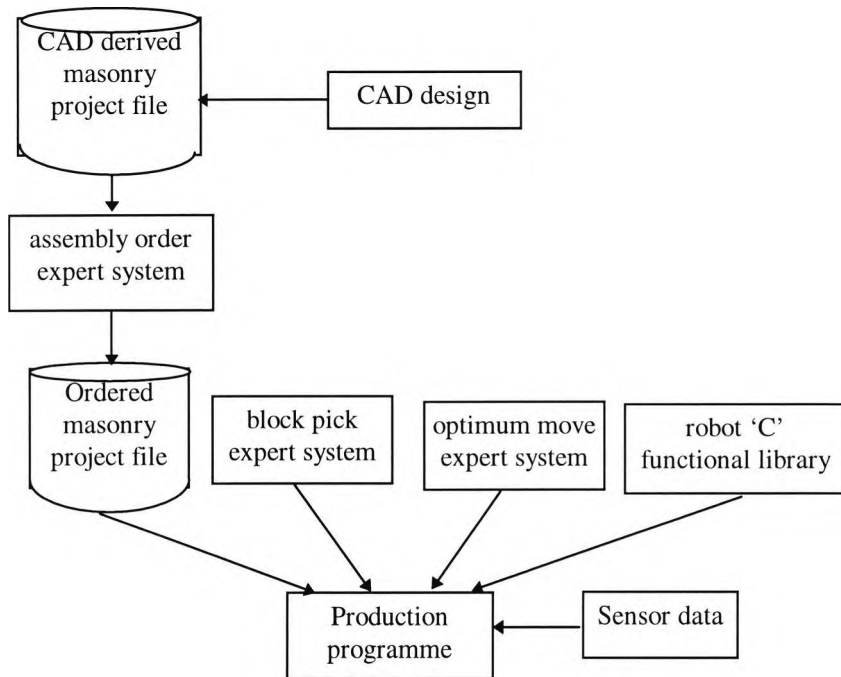 CAD derived
masonry
project file
CAD design
assembly order
expert system
Ordered
masonry
project file
block pick
expert system
optimum move
expert system
robot ‘C’
functional library
Production
programme
Sensor data